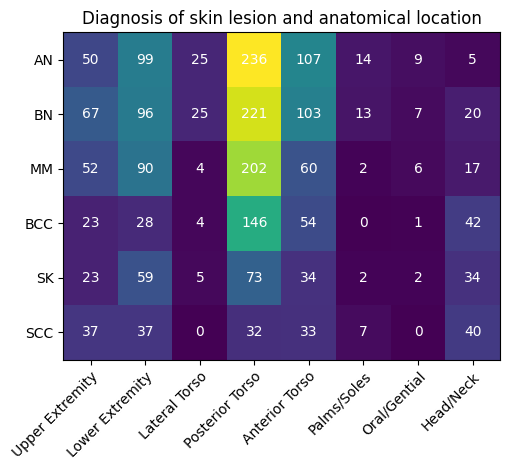 Diagnosis of skin lesion and anatomical location
AN 50 99 25 236 107 14 9 5
BN 67 96 25 221 103 13 7 20
MM 52 90 4 202 60 2 6 17
BCC 23 28 4 146 54 0 1 42
SK 23 59 5 73 34 2 2 34
SCC 37 37 0 32 33 7 0 40
Upper Extremity
Lower Extremity
Lateral Torso
Posterior Torso
Anterior Torso
Palms/Soles
Oral/Gential
Head/Neck